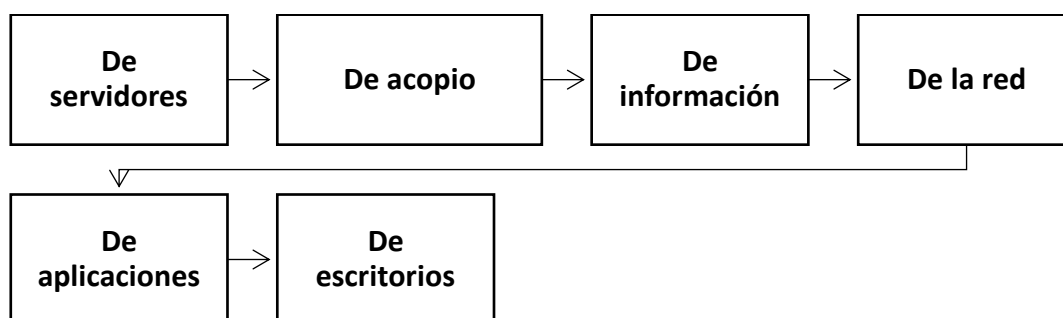 De
servidores
De acopio
De
información
De la red
De
aplicaciones
De
escritorios